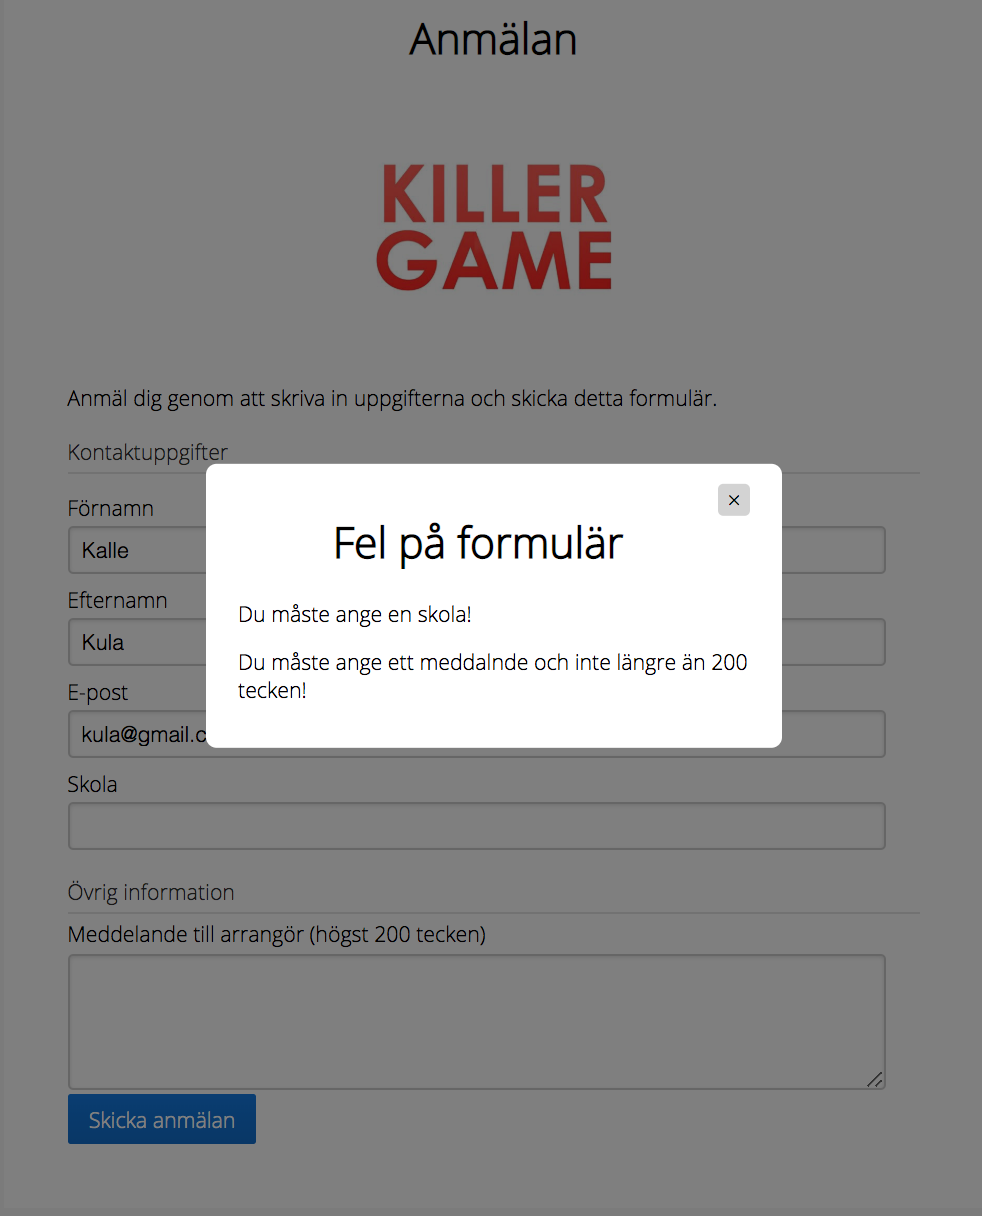 Anmälan
KILLER
GAME
Anmäl dig genom att skriva in uppgifterna och skicka detta formulär.
Kontaktuppgifter
Förnamn
Kalle
Efternamn
Kula
E-post
kula@gmail.c
×
Fel på formulär
Du måste ange en skola!
Du måste ange ett meddalnde och inte längre än 200
tecken!
Skola
Övrig information
Meddelande till arrangör (högst 200 tecken)
Skicka anmälan